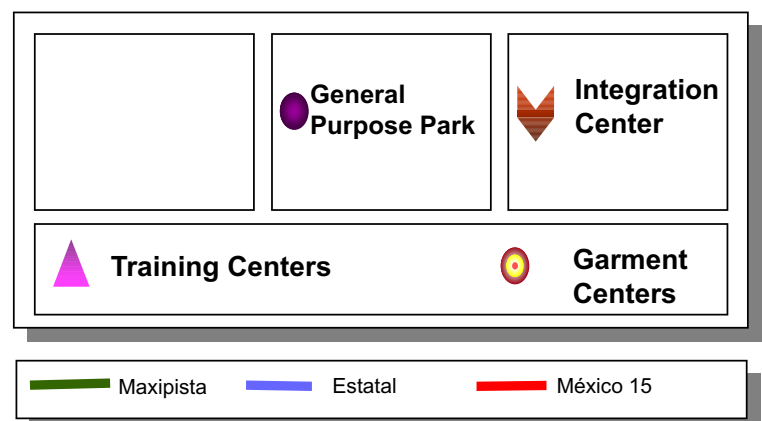 General
Purpose Park
Integration
Center
Training Centers
Garment
Centers
Maxipista
Estatal
México 15